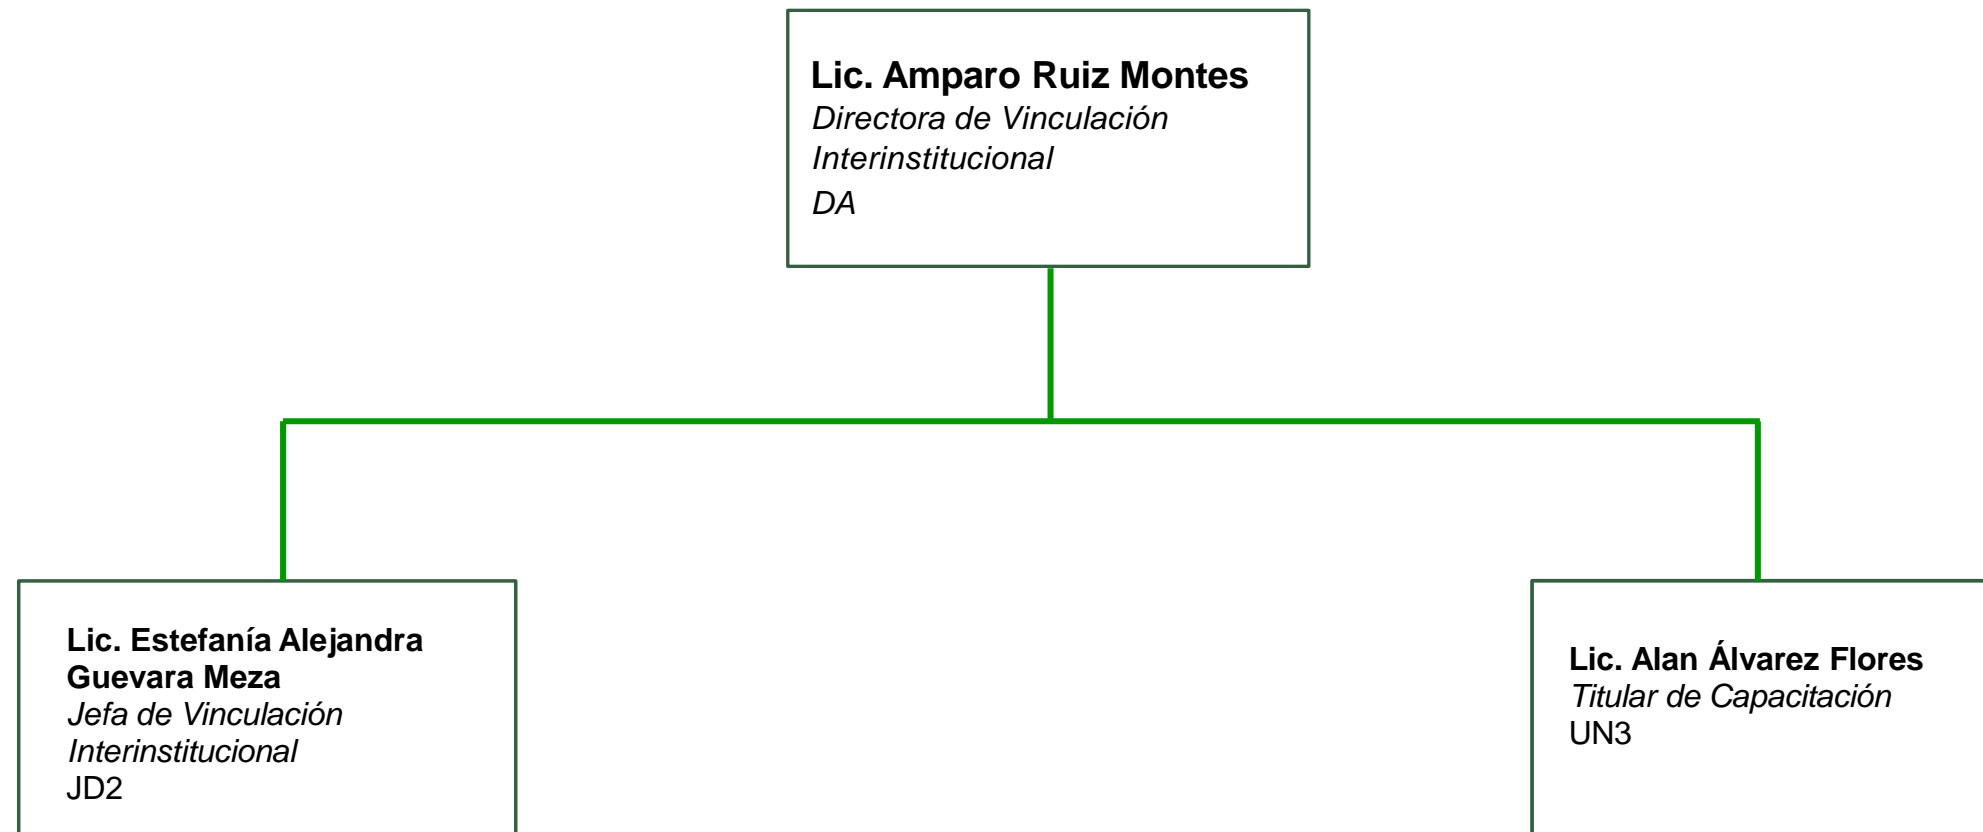 Lic. Amparo Ruiz Montes
Directora de Vinculación
Interinstitucional
DA
Lic. Estefanía Alejandra
Guevara Meza
Jefa de Vinculación
Interinstitucional
JD2
Lic. Alan Álvarez Flores
Titular de Capacitación
UN3